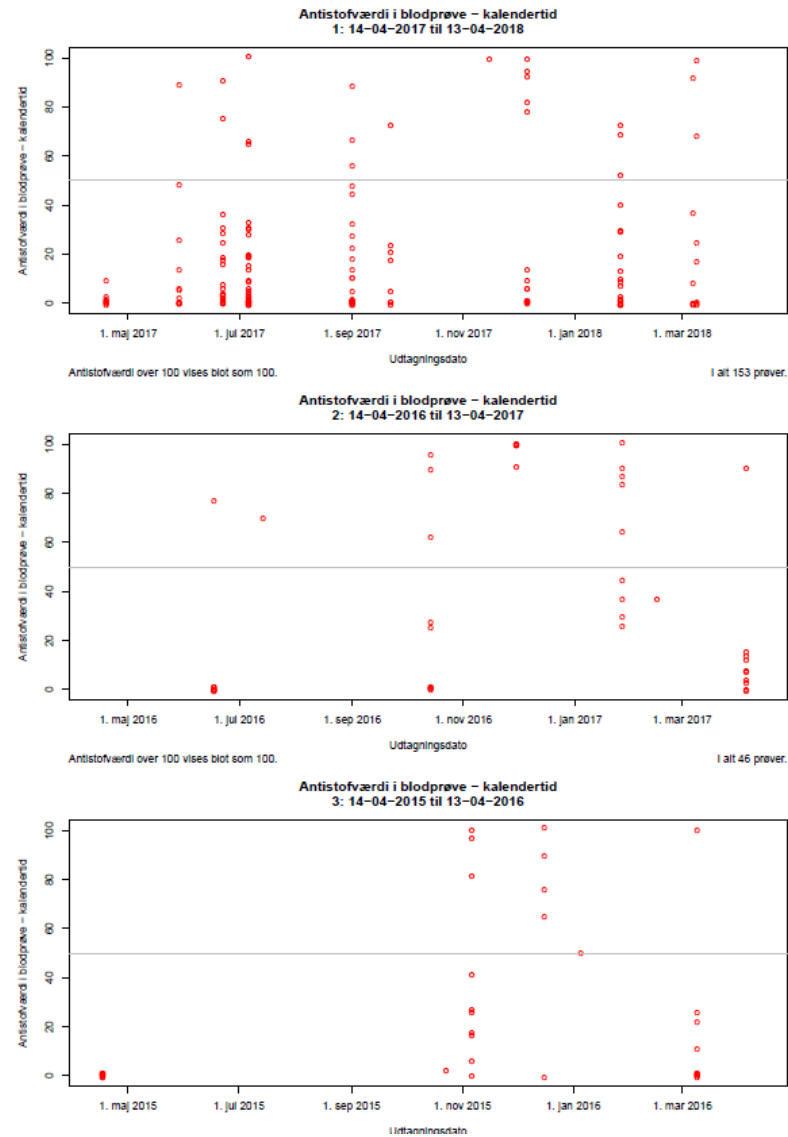 Antistofværdi i blodprøve − kalendertid
1: 14−04−2017 til 13−04−2018
Antistofværdi i blodprøve − kalendertid
100
80
60
40
20
0
1. maj 2017
1. jul 2017
1. sep 2017
1. nov 2017
1. jan 2018
1. mar 2018
Udtagningsdato
Antistofværdi over 100 vises blot som 100.
I alt 153 prøver.
Antistofværdi i blodprøve − kalendertid
2: 14−04−2016 til 13−04−2017
Antistofværdi i blodprøve − kalendertid
100
80
60
40
20
0
1. maj 2016
1. jul 2016
1. sep 2016
1. nov 2016
1. jan 2017
1. mar 2017
Udtagningsdato
Antistofværdi over 100 vises blot som 100.
I alt 46 prøver.
Antistofværdi i blodprøve − kalendertid
3: 14−04−2015 til 13−04−2016
Antistofværdi i blodprøve − kalendertid
100
80
60
40
20
0
1. maj 2015
1. jul 2015
1. sep 2015
1. nov 2015
1. jan 2016
1. mar 2016
Udtagningsdato